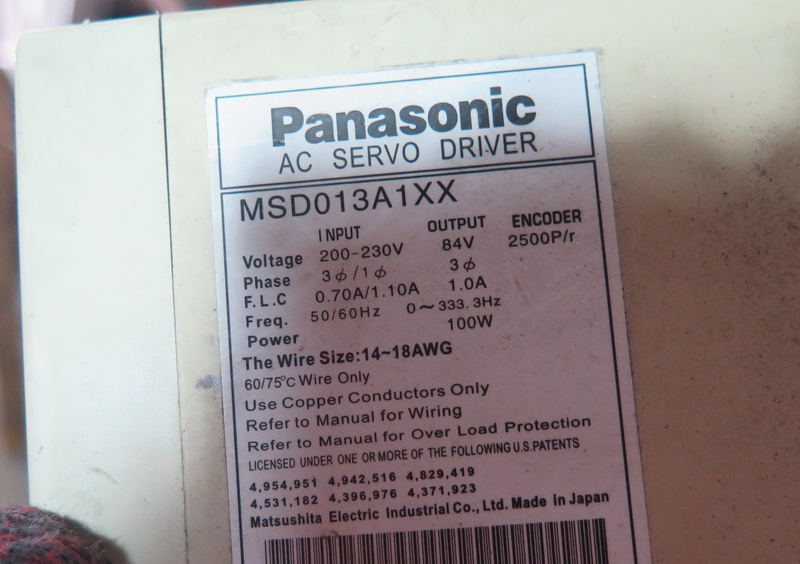 Panasonic
AC SERVO DRIVER
MSD013A1XX
INPUT OUTPUT ENCODER
Voltage 200-230V 84V 2500P/r
Phase 3ϕ/1ϕ 3ϕ
F.L.C 0.70A/1.10A 1.0A
Freq. 50/60Hz 0~333.3Hz
Power 100W
The Wire Size:14~18AWG
60/75°C Wire Only
Use Copper Conductors Only
Refer to Manual for Wiring
Refer to Manual for Over Load Protection
LICENSED UNDER ONE OR MORE OF THE FOLLOWING U.S.PATENTS
4,954,951 4,942,516 4,829,419
4,531,182 4,396,976 4,371,923
Matsushita Electric Industrial Co., Ltd. Made in Japan